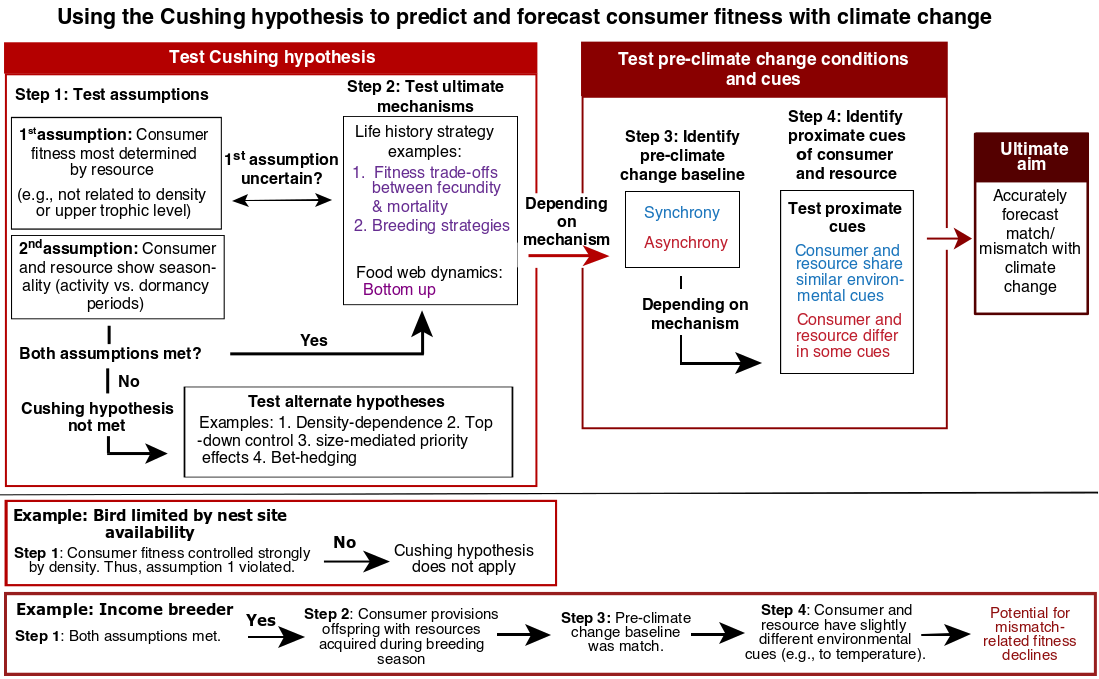 Using the Cushing hypothesis to predict and forecast consumer fitness with climate change
Test Cushing hypothesis
Step 1: Test assumptions
1st assumption: Consumer
fitness most determined
by resource
(e.g., not related to density
or upper trophic level)
2nd assumption: Consumer
and resource show season-
ality (activity vs. dormancy
periods)
1st assumption
uncertain?
Step 2: Test ultimate
mechanisms
Life history strategy
examples:
1. Fitness trade-offs
between fecundity
& mortality
2. Breeding strategies
Food web dynamics:
Bottom up
Both assumptions met?
Yes
No
Cushing hypothesis
not met
Test alternate hypotheses
Examples: 1. Density-dependence 2. Top
-down control 3. size-mediated priority
effects 4. Bet-hedging
Depending
on
mechanism
Test pre-climate change conditions
and cues
Step 3: Identify
pre-climate
change baseline
Synchrony
Asynchrony
Depending on
mechanism
Step 4: Identify
proximate cues
of consumer
and resource
Test proximate
cues
Consumer and
resource share
similar environ-
mental cues
Consumer and
resource differ
in some cues
Ultimate
aim
Accurately
forecast
match/
mismatch with
climate
change
Example: Bird limited by nest site
availability
Step 1: Consumer fitness controlled strongly
by density. Thus, assumption 1 violated.
No
Cushing hypothesis
does not apply
Example: Income breeder
Step 1: Both assumptions met.
Yes
Step 2: Consumer provisions
offspring with resources
acquired during breeding
season
Step 3: Pre-climate
change baseline
was match.
Step 4: Consumer and
resource have slightly
different environmental
cues (e.g., to temperature).
Potential for
mismatch-
related fitness
declines